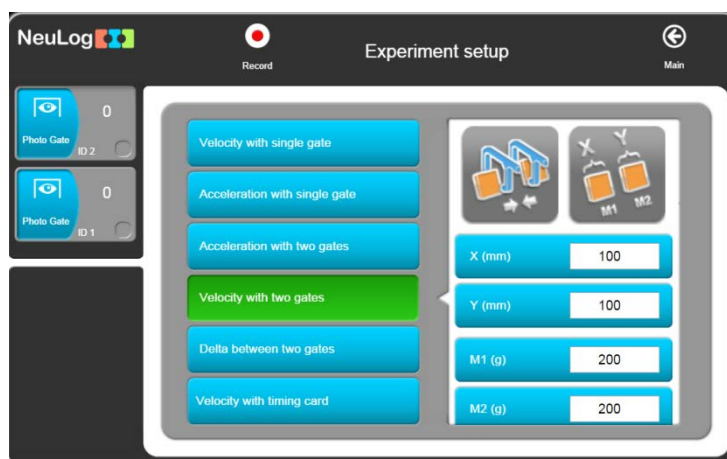 NeuLog
Record
Experiment setup
Main
0
Photo Gate
ID 2
0
Photo Gate
ID 1
Velocity with single gate
Acceleration with single gate
Acceleration with two gates
Velocity with two gates
Delta between two gates
Velocity with timing card
X Y
M1 M2
X (mm) 100
Y (mm) 100
M1 (g) 200
M2 (g) 200